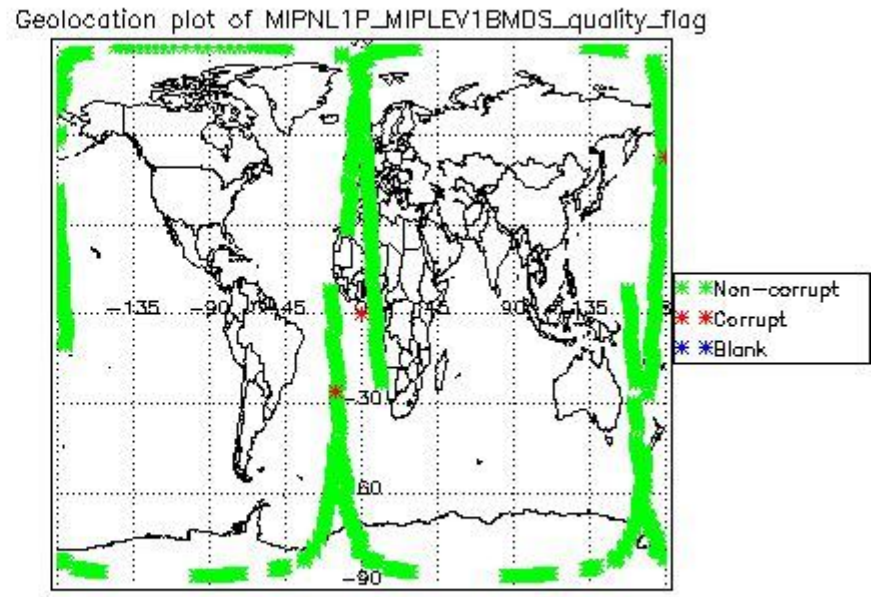 Geolocation plot of MIPNL1P_MIPLEV1BMDS_quality_flag
-135
-90
-45
45
90
135
-30
-60
-90
Non-corrupt
Corrupt
Blank